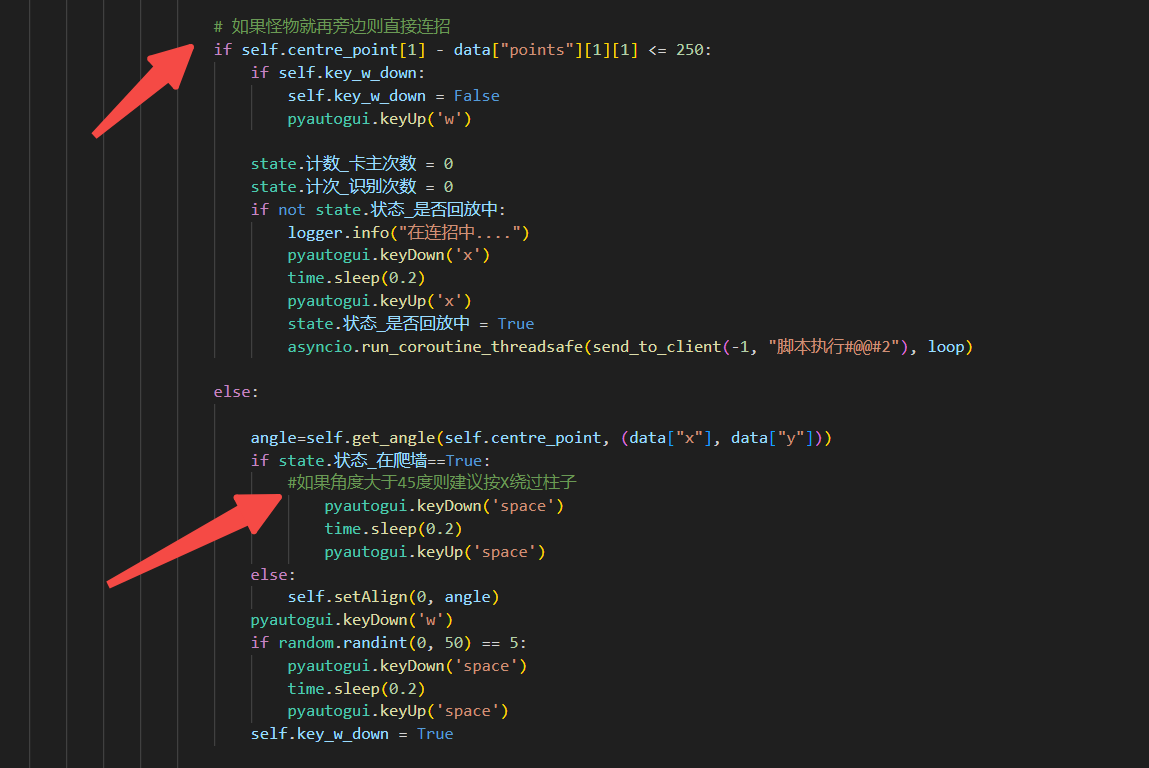 # 如果怪物就再旁边则直接连招
if self.centre_point[1] - data["points"][1][1] <= 250:
if self.key_w_down:
self.key_w_down = False
pyautogui.keyUp('w')
state.计数_卡主次数 = 0
state.计次_识别次数 = 0
if not state.状态_是否回放中:
logger.info("在连招中....")
pyautogui.keyDown('x')
time.sleep(0.2)
pyautogui.keyUp('x')
state.状态_是否回放中 = True
asyncio.run_coroutine_threadsafe(send_to_client(-1, "脚本执行#@@#2"), loop)
else:
angle=self.get_angle(self.centre_point, (data["x"], data["y"]))
if state.状态_在爬墙==True:
#如果角度大于45度则建议按X绕过柱子
pyautogui.keyDown('space')
time.sleep(0.2)
pyautogui.keyUp('space')
else:
self.setAlign(0, angle)
pyautogui.keyDown('w')
if random.randint(0, 50) == 5:
pyautogui.keyDown('space')
time.sleep(0.2)
pyautogui.keyUp('space')
self.key_w_down = True